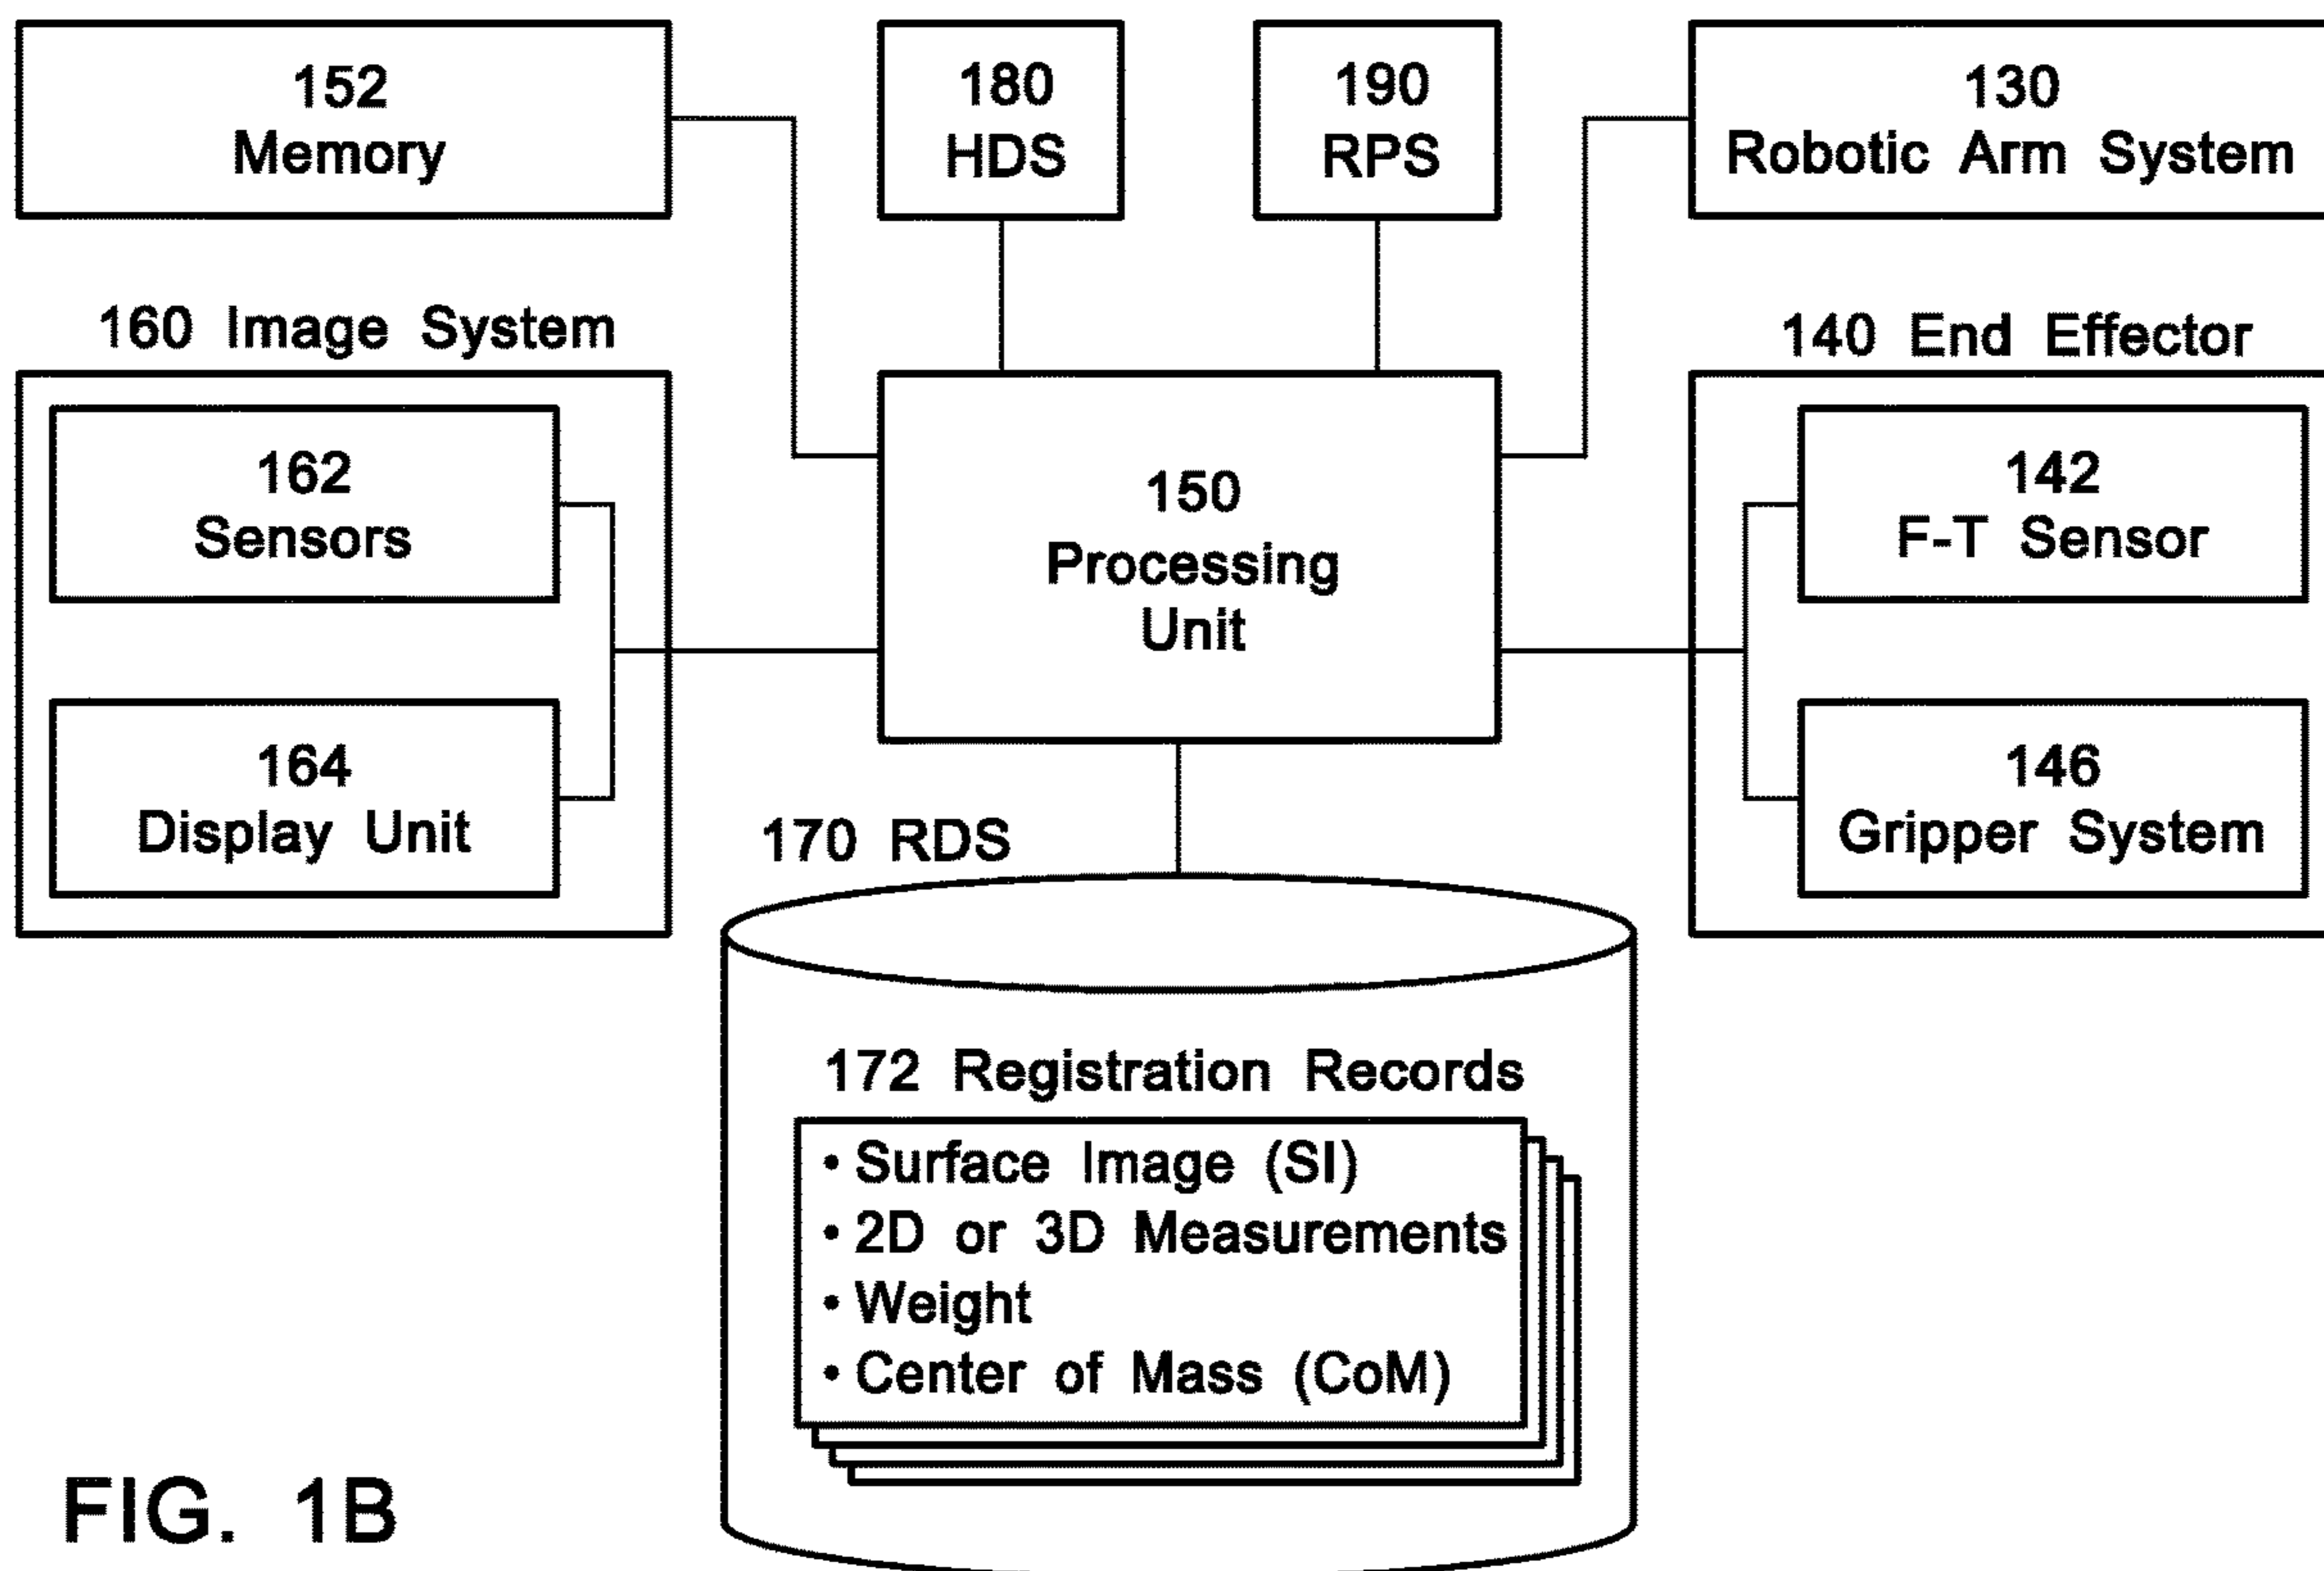 152
Memory
180
HDS
190
RPS
130
Robotic Arm System
160 Image System
140 End Effector
162
Sensors
164
Display Unit
150
Processing
Unit
142
F-T Sensor
146
Gripper System
170 RDS
172 Registration Records
• Surface Image (SI)
• 2D or 3D Measurements
• Weight
• Center of Mass (CoM)
FIG. 1B